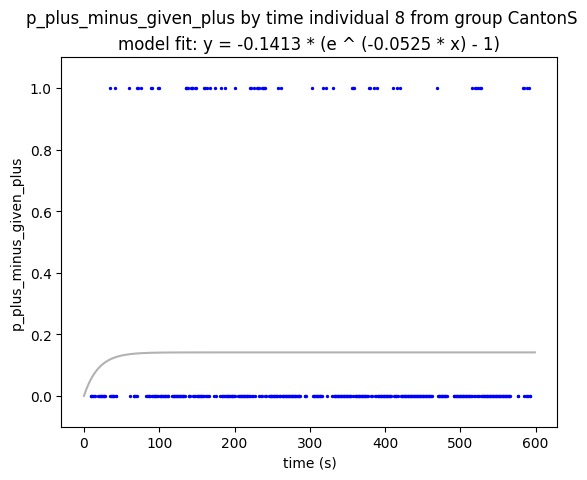 p_plus_minus_given_plus by time individual 8 from group CantonS
model fit: y = -0.1413 * (e ^ (-0.0525 * x) - 1)
p_plus_minus_given_plus
1.0
0.8
0.6
0.4
0.2
0.0
0 100 200 300 400 500 600
time (s)